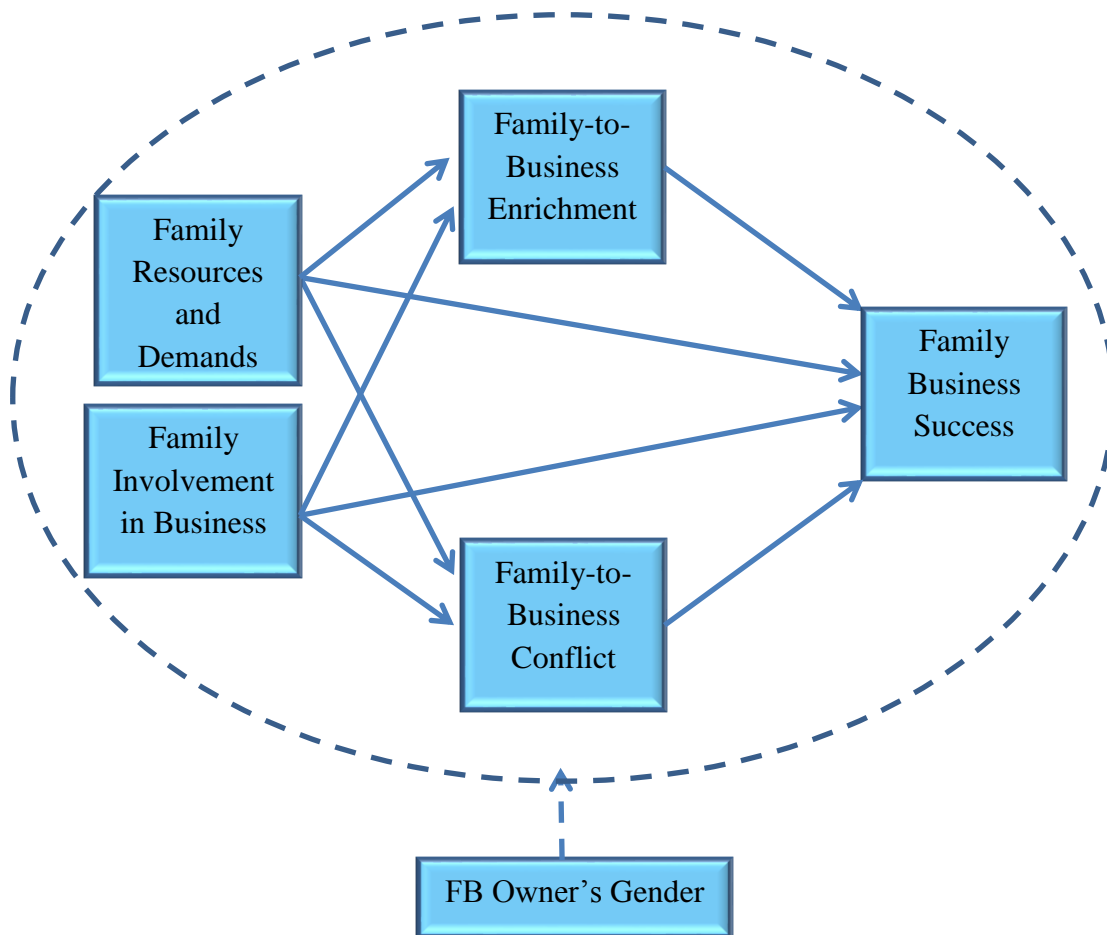 Family-to-
Business
Enrichment
Family
Resources
and
Demands
Family
Business
Success
Family
Involvement
in Business
Family-to-
Business
Conflict
FB Owner’s Gender